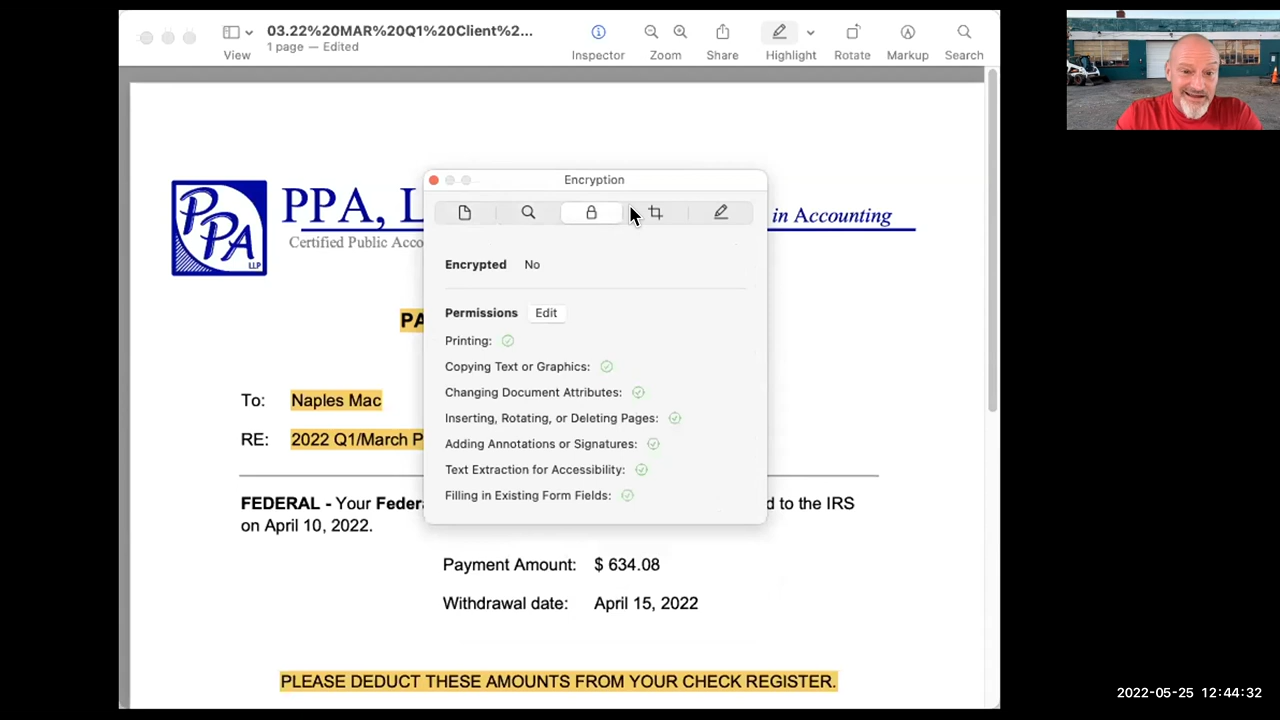 03.22%20MAR%20Q1%20Client%2...
1 page — Edited
View
Inspector
Zoom
Share
Highlight
Rotate
Markup
Search
PPA
LLP
PPA, L
in Accounting
Certified Public Acco
Encryption
Encrypted No
Permissions Edit
Printing:
Copying Text or Graphics:
Changing Document Attributes:
Inserting, Rotating, or Deleting Pages:
Adding Annotations or Signatures:
Text Extraction for Accessibility:
Filling in Existing Form Fields:
PA
To: Naples Mac
RE: 2022 Q1/March P
FEDERAL - Your Federa d to the IRS
on April 10, 2022.
Payment Amount: $ 634.08
Withdrawal date: April 15, 2022
PLEASE DEDUCT THESE AMOUNTS FROM YOUR CHECK REGISTER.
2022-05-25 12:44:32